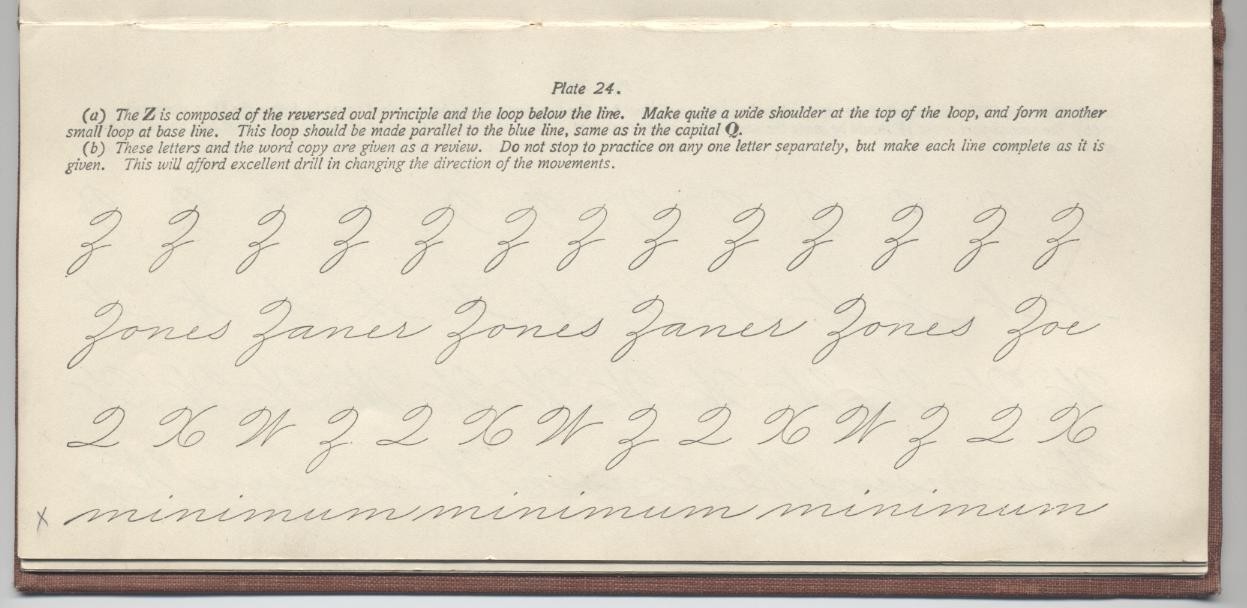 Plate 24.
(a) The Z is composed of the reversed oval principle and the loop below the line. Make quite a wide shoulder at the top of the loop, and form another
small loop at base line. This loop should be made parallel to the blue line, same as in the capital Q.
(b) These letters and the word copy are given as a review. Do not stop to practice on any one letter separately, but make each line complete as it is
given. This will afford excellent drill in changing the direction of the movements.
Z Z Z Z Z Z Z Z Z Z Z Z Z
Zones Zaner Zones Zaner Zones Zoe
Q X W Z Q X W Z Q X W Z Q X
x minimum minimum minimum